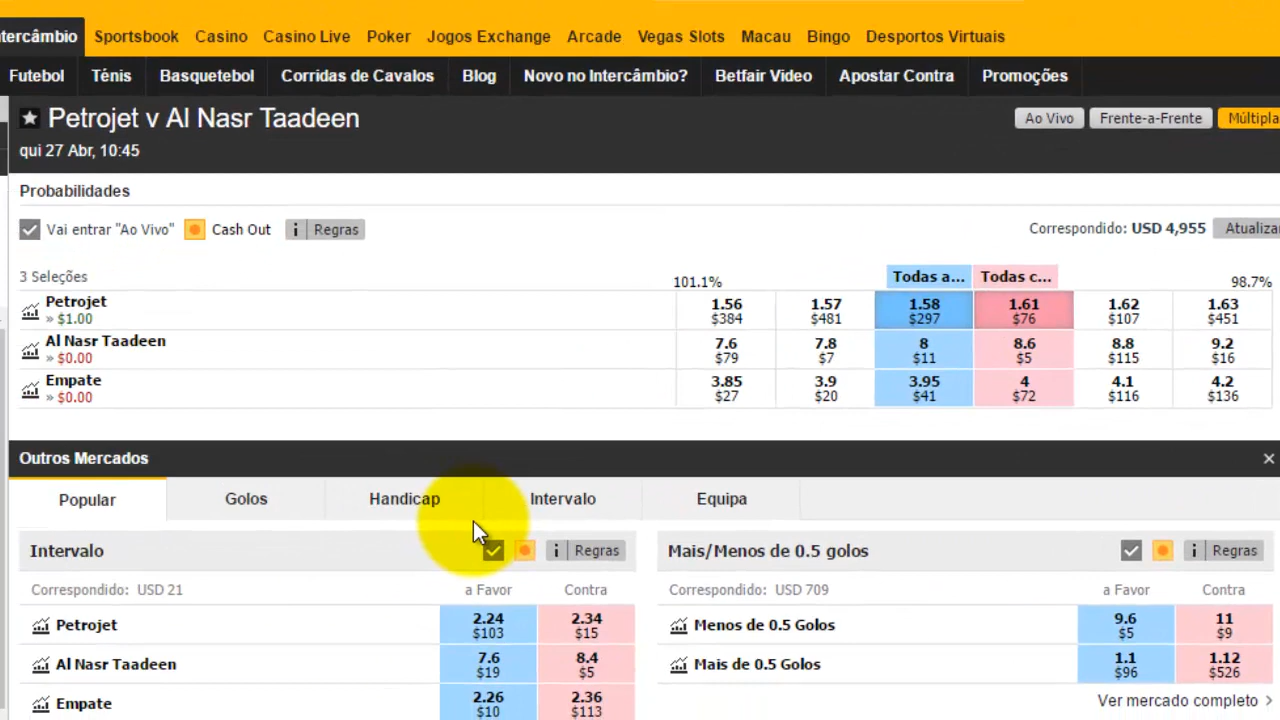 ntercâmbio Sportsbook Casino Casino Live Poker Jogos Exchange Arcade Vegas Slots Macau Bingo Desportos Virtuais
Futebol Ténis Basquetebol Corridas de Cavalos Blog Novo no Intercâmbio? Betfair Video Apostar Contra Promoções
Petrojet v Al Nasr Taadeen Ao Vivo Frente-a-Frente Múltipla
qui 27 Abr, 10:45
Probabilidades
Vai entrar "Ao Vivo" Cash Out i Regras Correspondido: USD 4,955 Atualiza
3 Seleções 101.1% Todas a... Todas c... 98.7%
Petrojet 1.56 1.57 1.58 1.61 1.62 1.63
» $1.00 $384 $481 $297 $76 $107 $451
Al Nasr Taadeen 7.6 7.8 8 8.6 8.8 9.2
» $0.00 $79 $7 $11 $5 $115 $16
Empate 3.85 3.9 3.95 4 4.1 4.2
» $0.00 $27 $20 $41 $72 $116 $136
Outros Mercados ×
Popular Golos Handicap Intervalo Equipa
Intervalo i Regras
Correspondido: USD 21 a Favor Contra
Petrojet 2.24 2.34
$103 $15
Al Nasr Taadeen 7.6 8.4
$19 $5
Empate 2.26 2.36
$10 $113
Mais/Menos de 0.5 golos i Regras
Correspondido: USD 709 a Favor Contra
Menos de 0.5 Golos 9.6 11
$5 $9
Mais de 0.5 Golos 1.1 1.12
$96 $526
Ver mercado completo >